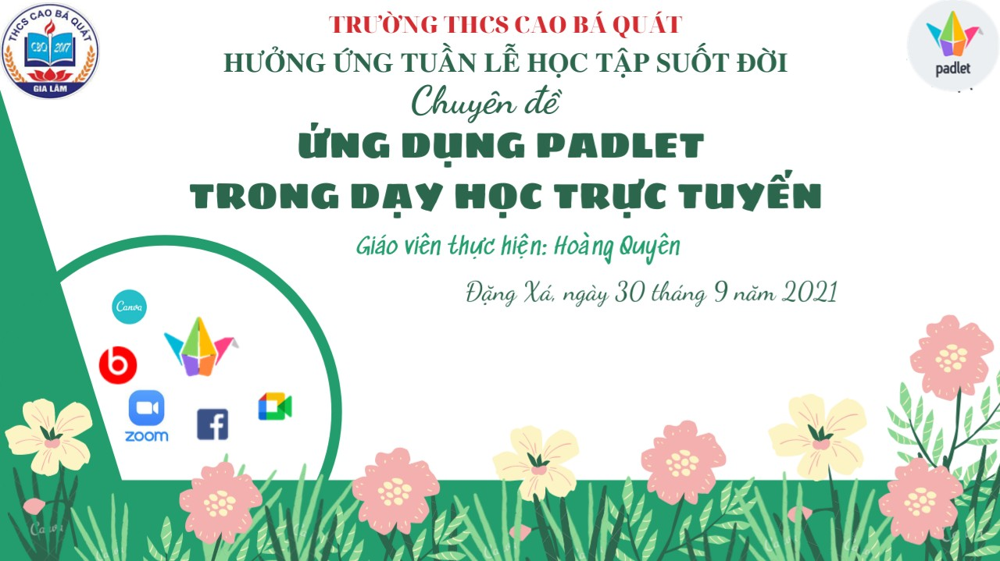 THCS CAO BÁ QUÁT
CBQ 2017
GIA LÂM
TRƯỜNG THCS CAO BÁ QUÁT
HƯỞNG ỨNG TUẦN LỄ HỌC TẬP SUỐT ĐỜI
padlet
Chuyên đề
ỨNG DỤNG PADLET
TRONG DẠY HỌC TRỰC TUYẾN
Giáo viên thực hiện: Hoàng Quyên
Đặng Xá, ngày 30 tháng 9 năm 2021
Canva
b
zoom
f
Canva
Canva